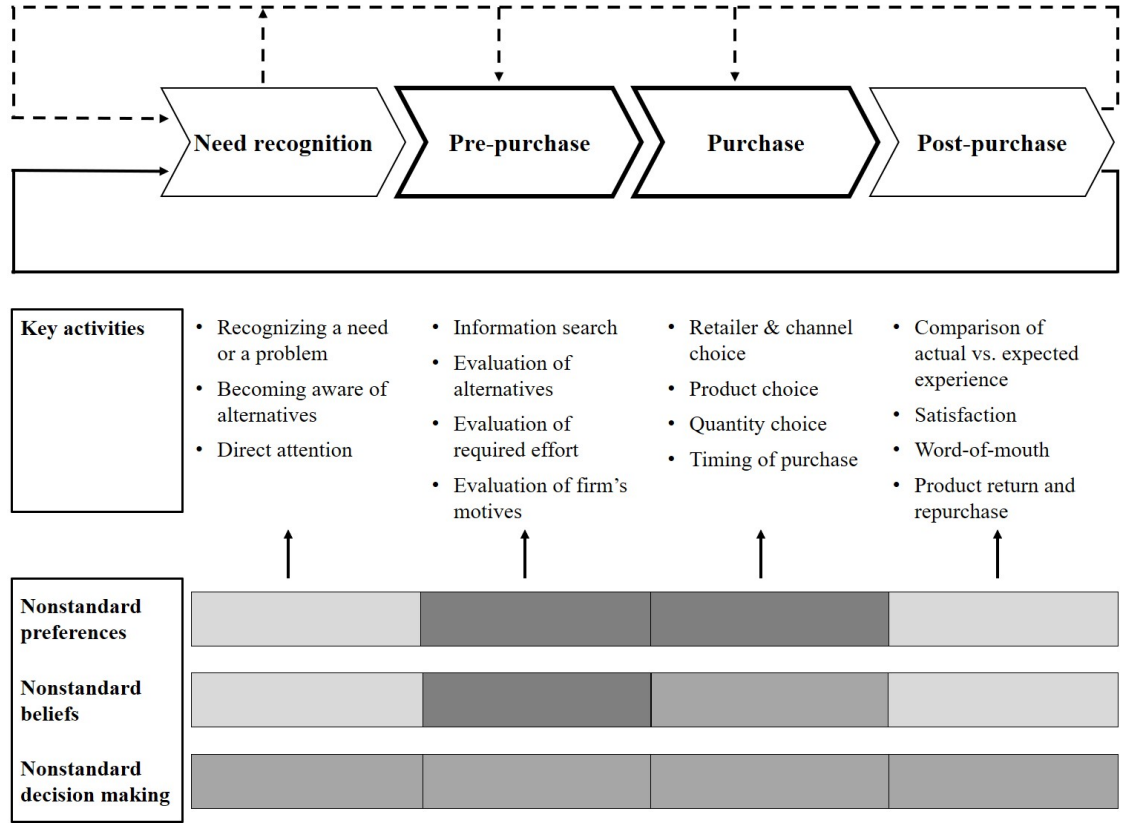 Need recognition
Pre-purchase
Purchase
Post-purchase
Key activities
• Recognizing a need
or a problem
• Becoming aware of
alternatives
• Direct attention
• Information search
• Evaluation of
alternatives
• Evaluation of
required effort
• Evaluation of firm’s
motives
• Retailer & channel
choice
• Product choice
• Quantity choice
• Timing of purchase
• Comparison of
actual vs. expected
experience
• Satisfaction
• Word-of-mouth
• Product return and
repurchase
Nonstandard
preferences
Nonstandard
beliefs
Nonstandard
decision making